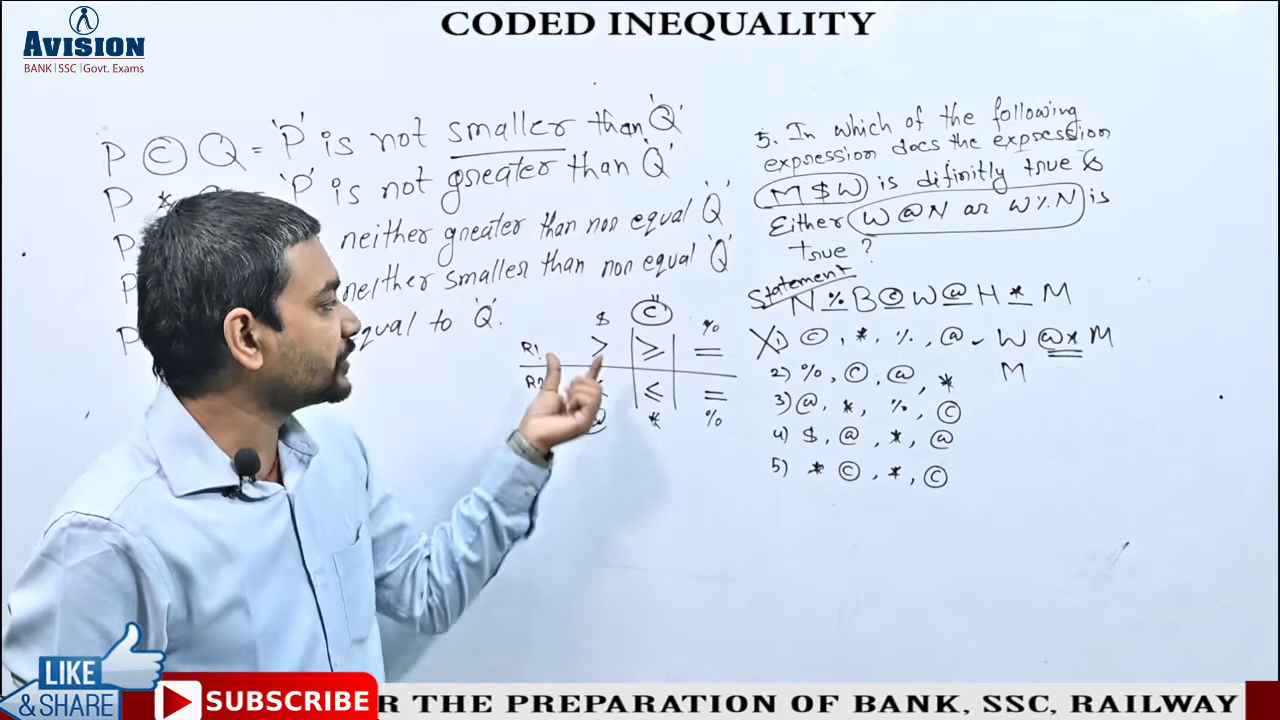 CODED INEQUALITY
AVISION
BANK | SSC | Govt. Exams
P © Q = 'P' is not smaller than 'Q'
P * 'P' is not greater than 'Q'
P neither greater than non equal 'Q'
P neither smaller than non equal 'Q'
P equal to 'Q'.
$ © %
R1 > ≥ =
R2 ≤ =
@ * %
5. In which of the following
expression does the expression
M $ W is difinitly true &
Either W @ N or W % N is
true ?
Statement
N % B © W @ H * M
1) © , * , % , @ W @ * M
2) % , © , @ , * M
3) @ , * , % , ©
4) $ , @ , * , @
5) * © , * , ©
LIKE
& SHARE
SUBSCRIBE
R THE PREPARATION OF BANK, SSC, RAILWAY